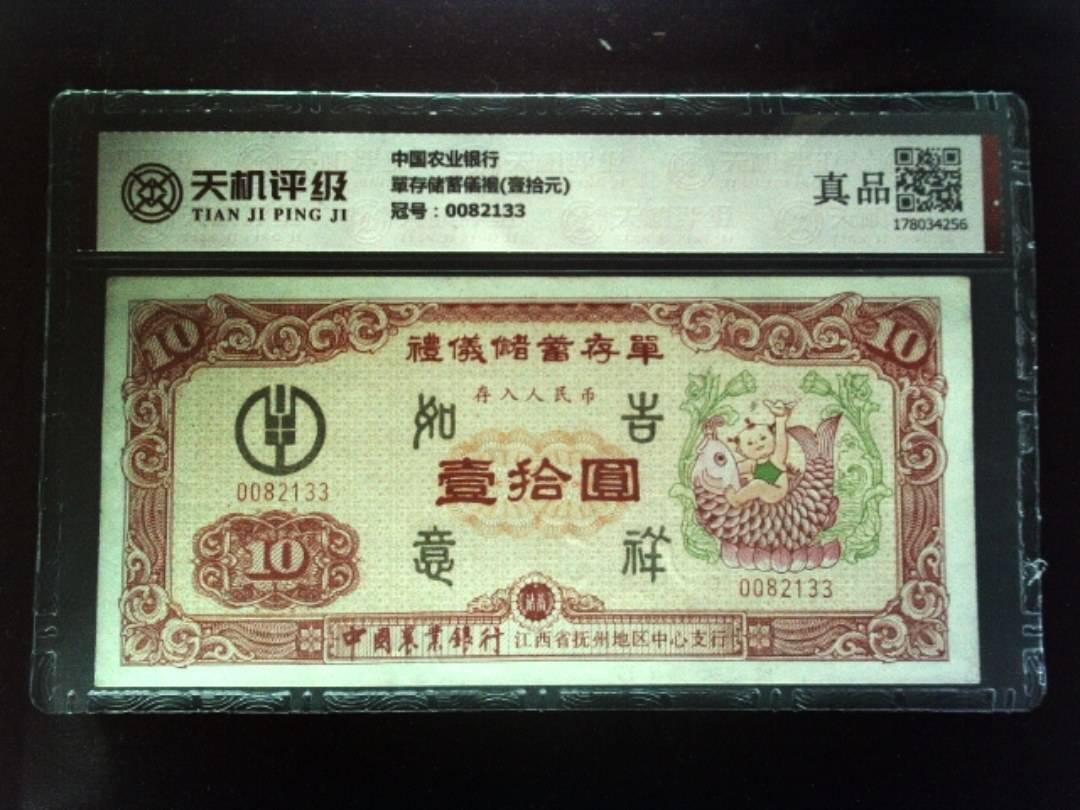 天机评级
TIAN JI PING JI
中国农业银行
單存储蓄儀禮(壹拾元)
冠号：0082133
真品
178034256
10
10
禮儀儲蓄存單
存入人民币
如
吉
0082133
壹拾圓
10
意
祥
0082133
儲蓄
中國農業銀行
江西省抚州地区中心支行